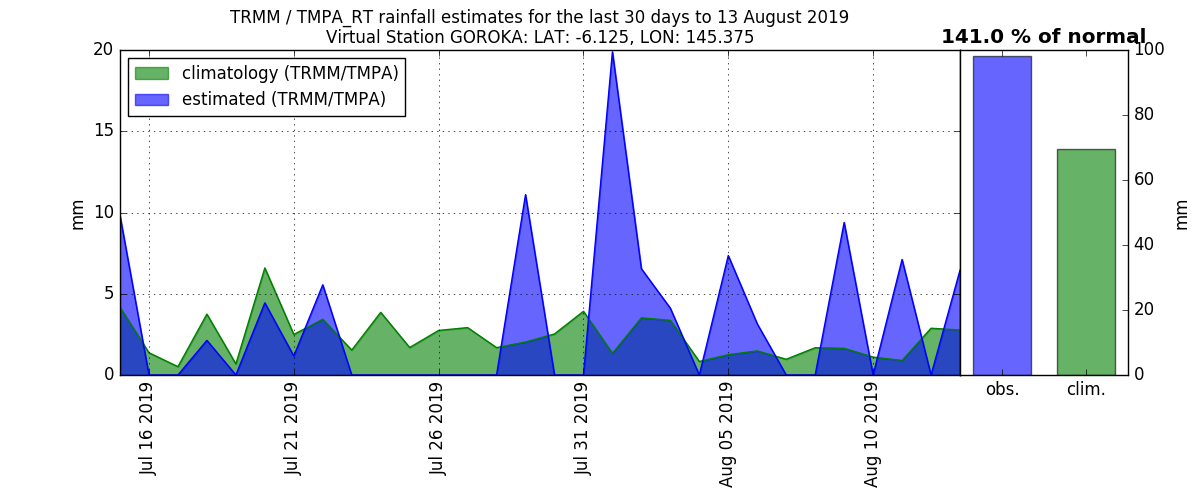 TRMM / TMPA_RT rainfall estimates for the last 30 days to 13 August 2019
Virtual Station GOROKA: LAT: -6.125, LON: 145.375
141.0 % of normal
climatology (TRMM/TMPA)
estimated (TRMM/TMPA)
20
15
10
5
0
mm
Jul 16 2019
Jul 21 2019
Jul 26 2019
Jul 31 2019
Aug 05 2019
Aug 10 2019
obs.
clim.
100
80
60
40
20
0
mm